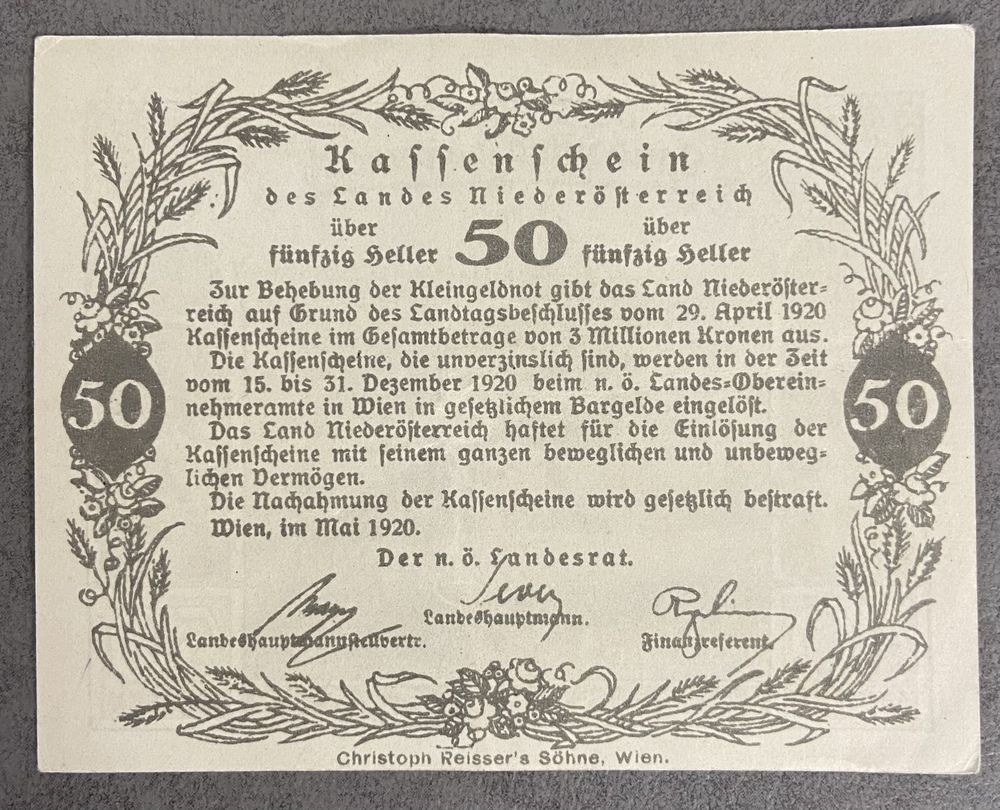 Kassenschein
des Landes Niederösterreich
über 50 über
fünfzig Heller fünfzig Heller
Zur Behebung der Kleingeldnot gibt das Land Niederöster=
reich auf Grund des Landtagsbeschlusses vom 29. April 1920
Kassenscheine im Gesamtbetrage von 3 Millionen Kronen aus.
Die Kassenscheine, die unverzinslich sind, werden in der Zeit
vom 15. bis 31. Dezember 1920 beim n. ö. Landes=Oberein=
nehmeramte in Wien in gesetzlichem Bargelde eingelöst.
Das Land Niederösterreich haftet für die Einlösung der
Kassenscheine mit seinem ganzen beweglichen und unbeweg=
lichen Vermögen.
Die Nachahmung der Kassenscheine wird gesetzlich bestraft.
Wien, im Mai 1920.
50
50
Der n. ö. Landesrat.
Landeshauptmann.
Landeshauptmannstellvertr.
Finanzreferent.
Christoph Reisser's Söhne, Wien.